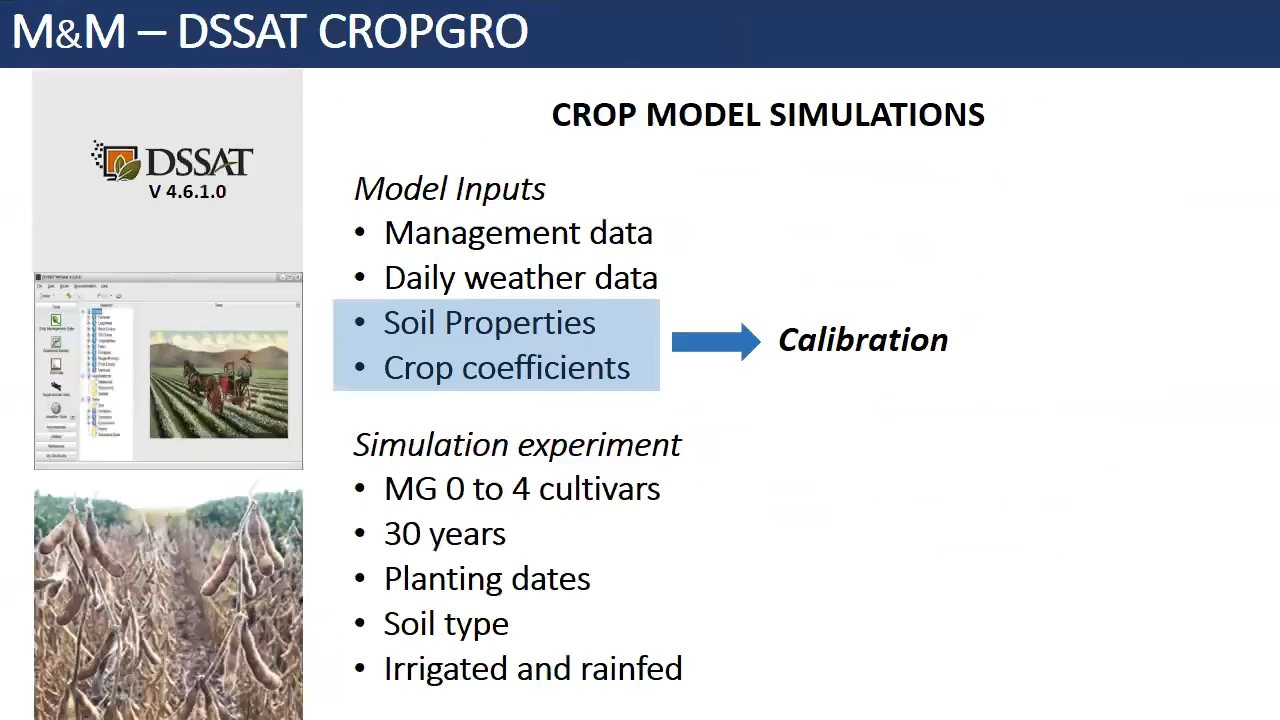 M&M – DSSAT CROPGRO
DSSAT
V 4.6.1.0
CROP MODEL SIMULATIONS
Model Inputs
• Management data
• Daily weather data
• Soil Properties
• Crop coefficients
Calibration
Simulation experiment
• MG 0 to 4 cultivars
• 30 years
• Planting dates
• Soil type
• Irrigated and rainfed